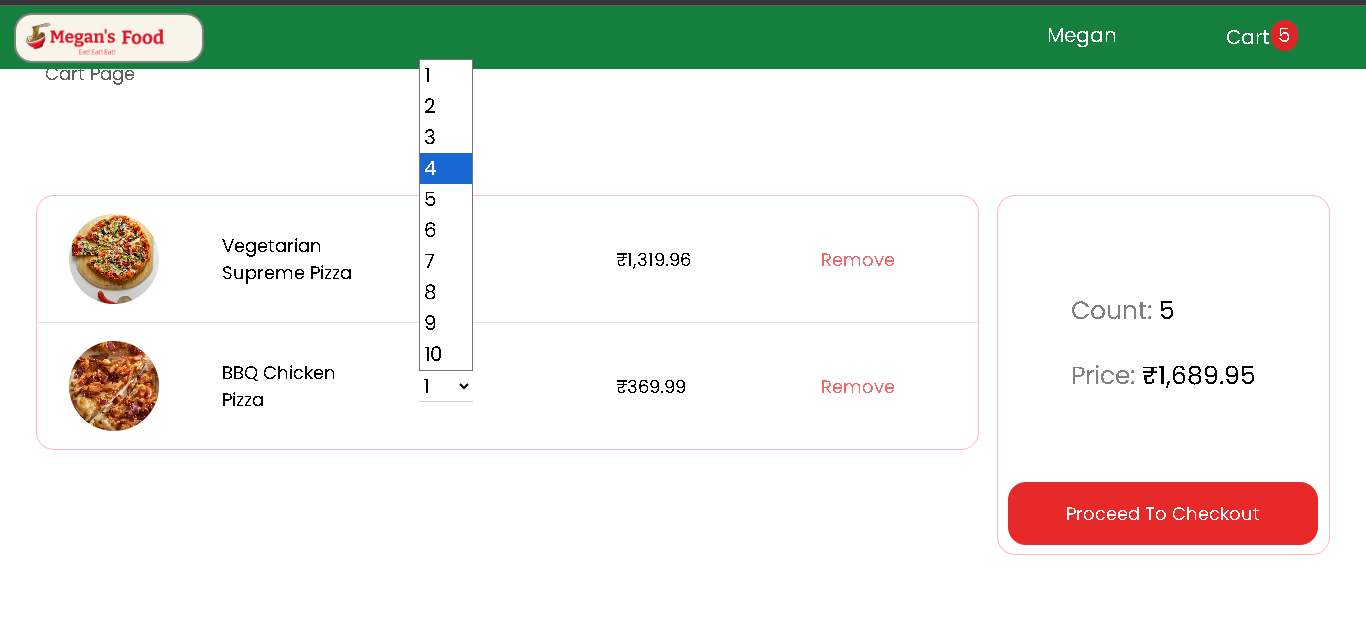 Megan's Food
Eat! Eat! Eat!
Megan
Cart 5
Cart Page
1
2
3
4
5
6
7
8
9
10
Vegetarian
Supreme Pizza
₹1,319.96
Remove
BBQ Chicken
Pizza
1
₹369.99
Remove
Count: 5
Price: ₹1,689.95
Proceed To Checkout